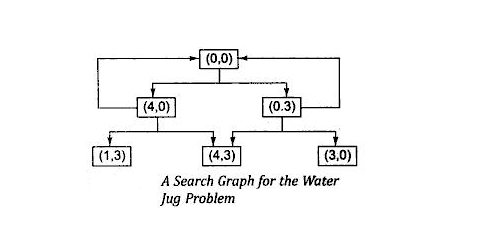 (0,0)
(4,0) (0.3)
(1,3) (4,3) (3,0)
A Search Graph for the Water
Jug Problem